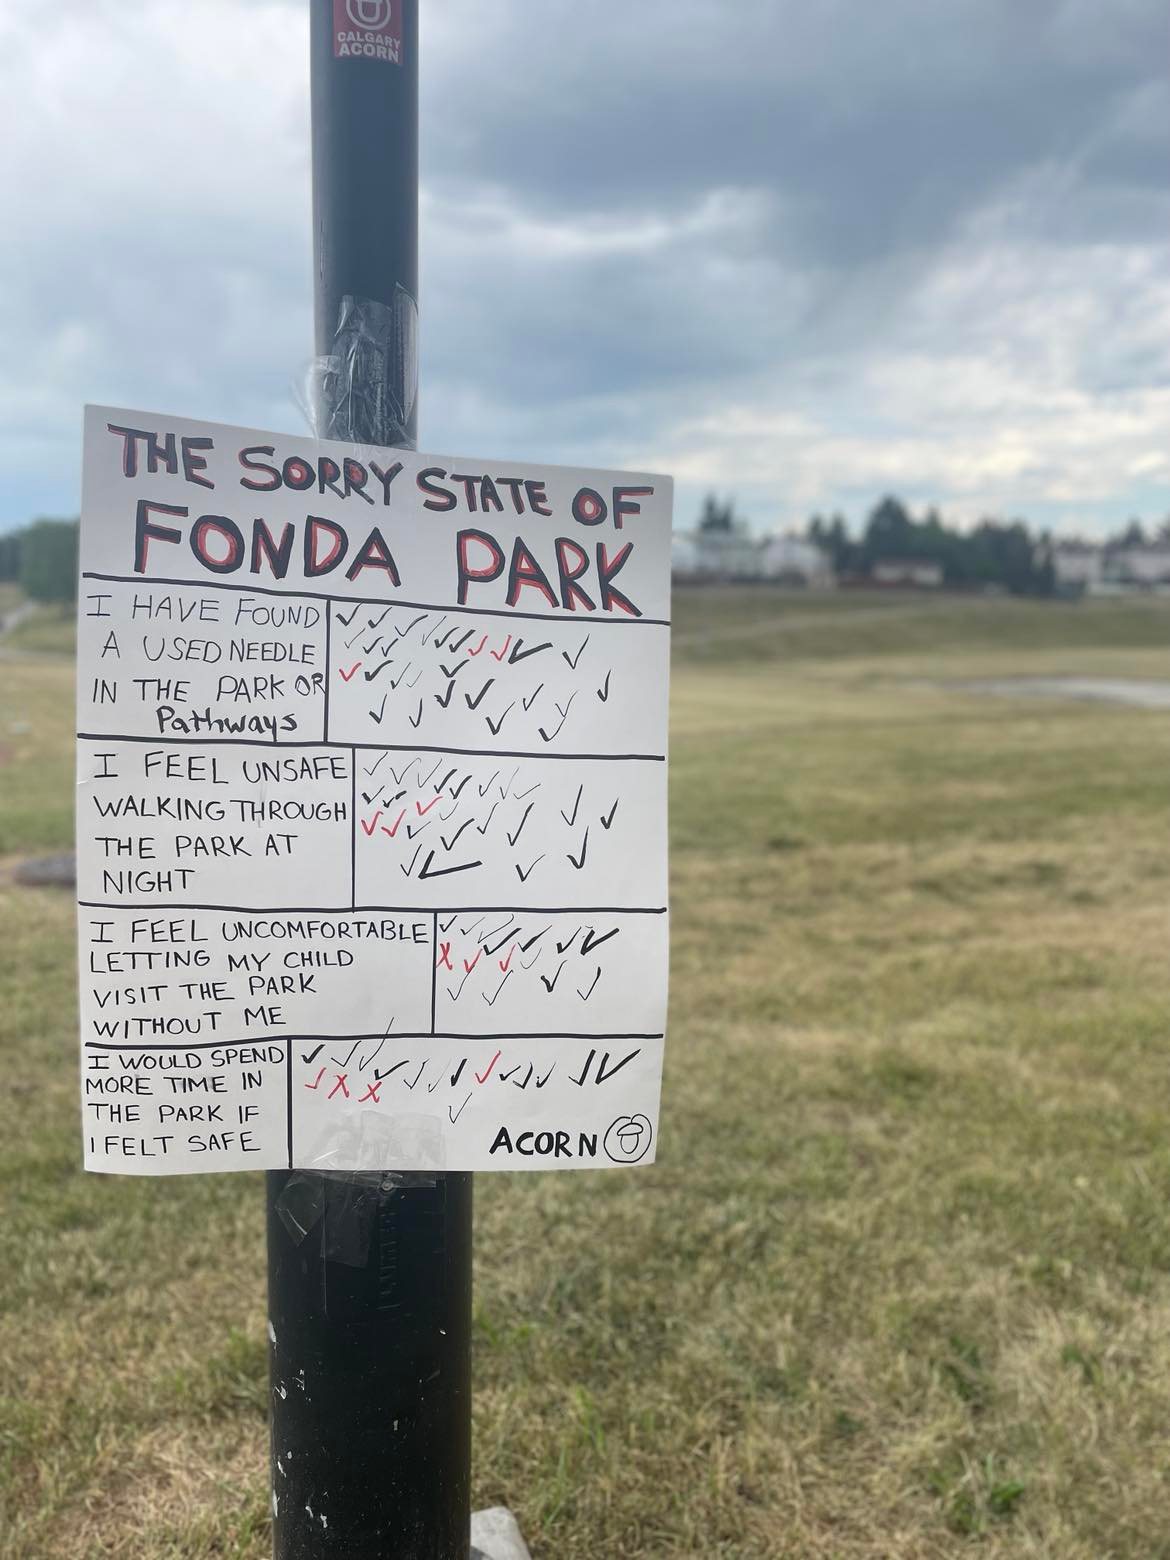 CALGARY
ACORN
THE SORRY STATE OF
FONDA PARK
I HAVE FOUND
A USED NEEDLE
IN THE PARK OR
Pathways
I FEEL UNSAFE
WALKING THROUGH
THE PARK AT
NIGHT
I FEEL UNCOMFORTABLE
LETTING MY CHILD
VISIT THE PARK
WITHOUT ME
I WOULD SPEND
MORE TIME IN
THE PARK IF
I FELT SAFE
ACORN